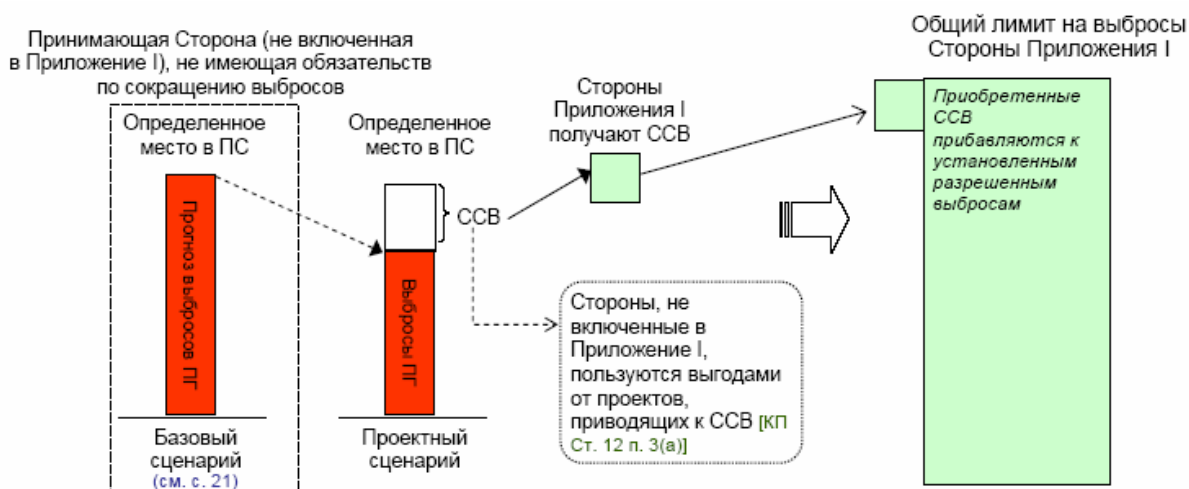 Принимающая Сторона (не включенная
в Приложение I), не имеющая обязательств
по сокращению выбросов
Определенное
место в ПС
Прогноз выбросов ПГ
Базовый
сценарий
(см. с. 21)
Определенное
место в ПС
ССВ
Выбросы ПГ
Проектный
сценарий
Стороны
Приложения I
получают ССВ
Стороны, не
включенные в
Приложение I,
пользуются выгодами
от проектов,
приводящих к ССВ [КП
Ст. 12 п. 3(a)]
Общий лимит на выбросы
Стороны Приложения I
Приобретенные
ССВ
прибавляются к
установленным
разрешенным
выбросам